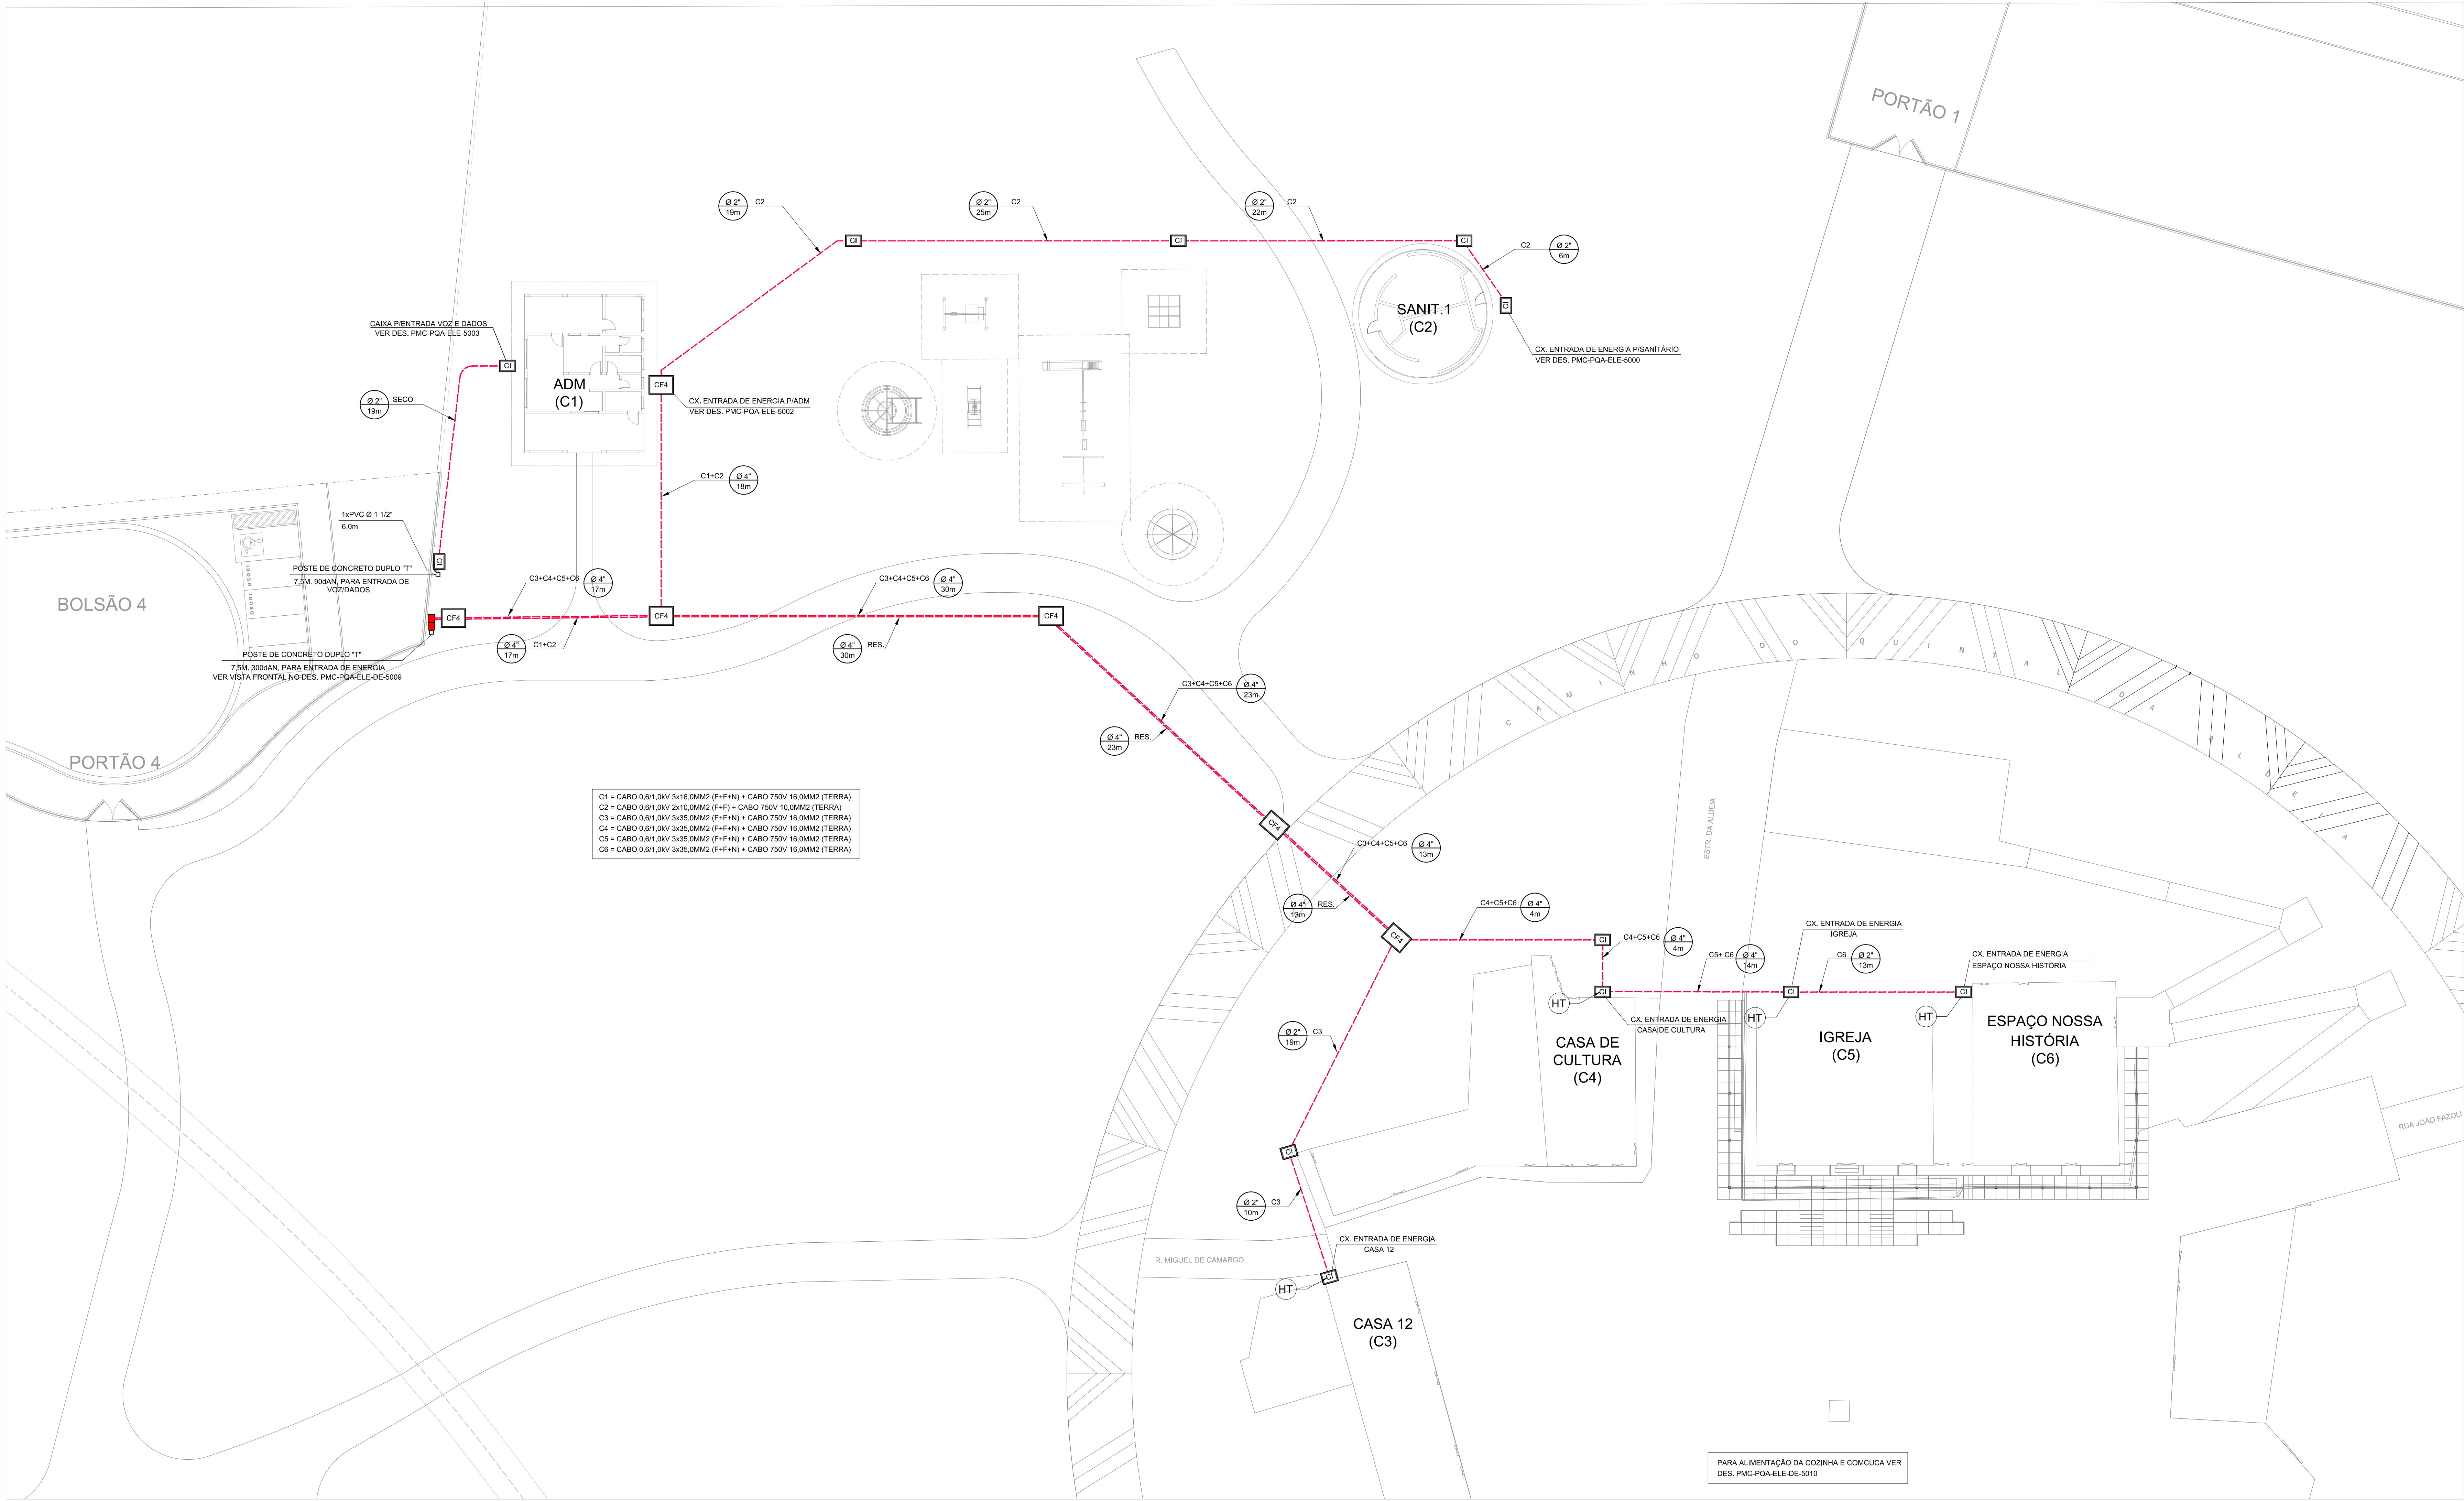 PORTÃO 1
Ø 2"
19m
C2
Ø 2"
25m
C2
Ø 2"
22m
C2
CI
CI
CI
C2
Ø 2"
6m
CI
SANIT.1
(C2)
CX. ENTRADA DE ENERGIA P/SANITÁRIO
VER DES. PMC-PQA-ELE-5000
CAIXA P/ENTRADA VOZ E DADOS
VER DES. PMC-PQA-ELE-5003
CI
ADM
(C1)
CF4
CX. ENTRADA DE ENERGIA P/ADM
VER DES. PMC-PQA-ELE-5002
Ø 2"
19m
SECO
C1+C2
Ø 4"
18m
1xPVC Ø 1 1/2"
6,0m
CI
IDOSO
IDOSO
POSTE DE CONCRETO DUPLO "T"
7,5M. 90dAN, PARA ENTRADA DE
VOZ/DADOS
BOLSÃO 4
C3+C4+C5+C6
Ø 4"
17m
C3+C4+C5+C6
Ø 4"
30m
CF4
CF4
CF4
Ø 4"
17m
C1+C2
Ø 4"
30m
RES.
POSTE DE CONCRETO DUPLO "T"
7,5M. 300dAN, PARA ENTRADA DE ENERGIA
VER VISTA FRONTAL NO DES. PMC-PQA-ELE-DE-5009
CAMINHO DO QUINTAL DA ALDEIA
C3+C4+C5+C6
Ø 4"
23m
Ø 4"
23m
RES.
PORTÃO 4
C1 = CABO 0,6/1,0kV 3x16,0MM2 (F+F+N) + CABO 750V 16,0MM2 (TERRA)
C2 = CABO 0,6/1,0kV 2x10,0MM2 (F+F) + CABO 750V 10,0MM2 (TERRA)
C3 = CABO 0,6/1,0kV 3x35,0MM2 (F+F+N) + CABO 750V 16,0MM2 (TERRA)
C4 = CABO 0,6/1,0kV 3x35,0MM2 (F+F+N) + CABO 750V 16,0MM2 (TERRA)
C5 = CABO 0,6/1,0kV 3x35,0MM2 (F+F+N) + CABO 750V 16,0MM2 (TERRA)
C6 = CABO 0,6/1,0kV 3x35,0MM2 (F+F+N) + CABO 750V 16,0MM2 (TERRA)
CF4
ESTR. DA ALDEIA
C3+C4+C5+C6
Ø 4"
13m
Ø 4"
13m
RES.
CF4
C4+C5+C6
Ø 4"
4m
CI
C4+C5+C6
Ø 4"
4m
C5+ C6
Ø 4"
14m
CX. ENTRADA DE ENERGIA
IGREJA
C6
Ø 2"
13m
CX. ENTRADA DE ENERGIA
ESPAÇO NOSSA HISTÓRIA
CI
CI
CI
HT
HT
HT
CX. ENTRADA DE ENERGIA
CASA DE CULTURA
CASA DE
CULTURA
(C4)
IGREJA
(C5)
ESPAÇO NOSSA
HISTÓRIA
(C6)
Ø 2"
19m
C3
RUA JOÃO FAZOLI
CI
Ø 2"
10m
C3
CX. ENTRADA DE ENERGIA
CASA 12
R. MIGUEL DE CAMARGO
CI
HT
CASA 12
(C3)
PARA ALIMENTAÇÃO DA COZINHA E COMCUCA VER
DES. PMC-PQA-ELE-DE-5010